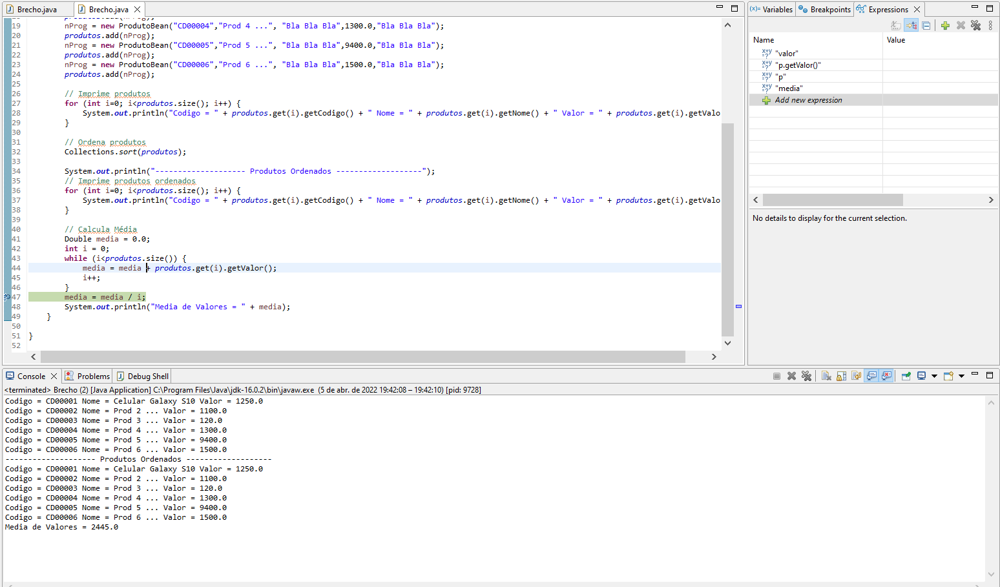 Brecho.java
Brecho.java
18 produtos.add(nProg);
19 nProg = new ProdutoBean("CD00004","Prod 4 ...", "Bla Bla Bla",1300.0,"Bla Bla Bla");
20 produtos.add(nProg);
21 nProg = new ProdutoBean("CD00005","Prod 5 ...", "Bla Bla Bla",9400.0,"Bla Bla Bla");
22 produtos.add(nProg);
23 nProg = new ProdutoBean("CD00006","Prod 6 ...", "Bla Bla Bla",1500.0,"Bla Bla Bla");
24 produtos.add(nProg);
25
26 // Imprime produtos
27 for (int i=0; i<produtos.size(); i++) {
28 System.out.println("Codigo = " + produtos.get(i).getCodigo() + " Nome = " + produtos.get(i).getNome() + " Valor = " + produtos.get(i).getValo
29 }
30
31 // Ordena produtos
32 Collections.sort(produtos);
33
34 System.out.println("-------------------- Produtos Ordenados -------------------");
35 // Imprime produtos ordenados
36 for (int i=0; i<produtos.size(); i++) {
37 System.out.println("Codigo = " + produtos.get(i).getCodigo() + " Nome = " + produtos.get(i).getNome() + " Valor = " + produtos.get(i).getValo
38 }
39
40 // Calcula Média
41 Double media = 0.0;
42 int i = 0;
43 while (i<produtos.size()) {
44 media = media + produtos.get(i).getValor();
45 i++;
46 }
47 media = media / i;
48 System.out.println("Media de Valores = " + media);
49 }
50
51 }
52
(x)= Variables Breakpoints Expressions
Name Value
x+y=? "valor"
x+y=? "p.getValor()"
x+y=? "p"
x+y=? "media"
Add new expression
No details to display for the current selection.
Console Problems Debug Shell
<terminated> Brecho (2) [Java Application] C:\Program Files\Java\jdk-16.0.2\bin\javaw.exe (5 de abr. de 2022 19:42:08 – 19:42:10) [pid: 9728]
Codigo = CD00001 Nome = Celular Galaxy S10 Valor = 1250.0
Codigo = CD00002 Nome = Prod 2 ... Valor = 1100.0
Codigo = CD00003 Nome = Prod 3 ... Valor = 120.0
Codigo = CD00004 Nome = Prod 4 ... Valor = 1300.0
Codigo = CD00005 Nome = Prod 5 ... Valor = 9400.0
Codigo = CD00006 Nome = Prod 6 ... Valor = 1500.0
-------------------- Produtos Ordenados -------------------
Codigo = CD00001 Nome = Celular Galaxy S10 Valor = 1250.0
Codigo = CD00002 Nome = Prod 2 ... Valor = 1100.0
Codigo = CD00003 Nome = Prod 3 ... Valor = 120.0
Codigo = CD00004 Nome = Prod 4 ... Valor = 1300.0
Codigo = CD00005 Nome = Prod 5 ... Valor = 9400.0
Codigo = CD00006 Nome = Prod 6 ... Valor = 1500.0
Media de Valores = 2445.0